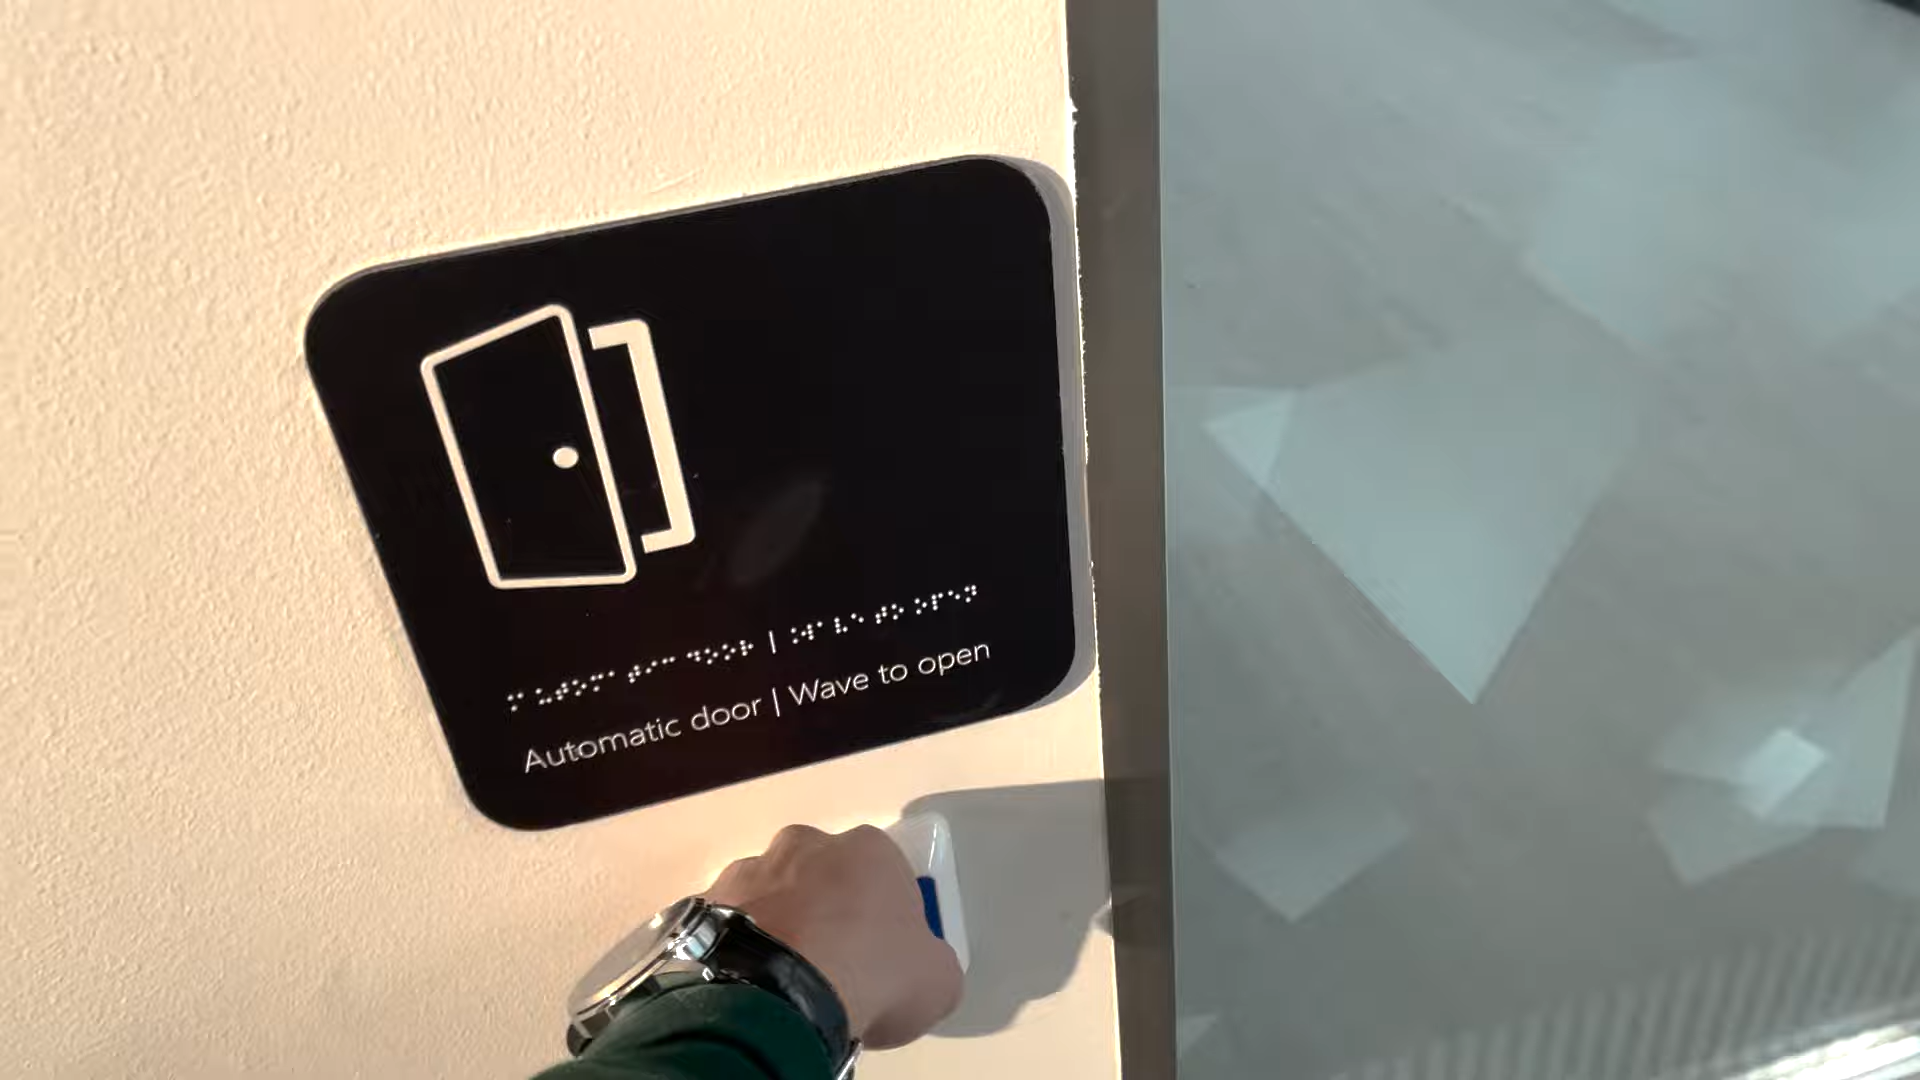 ⠠⠁⠥⠞⠕⠍⠁⠞⠊⠉ ⠙⠕⠕⠗ | ⠠⠺⠁⠧⠑ ⠞⠕ ⠕⠏⠑⠝
Automatic door | Wave to open